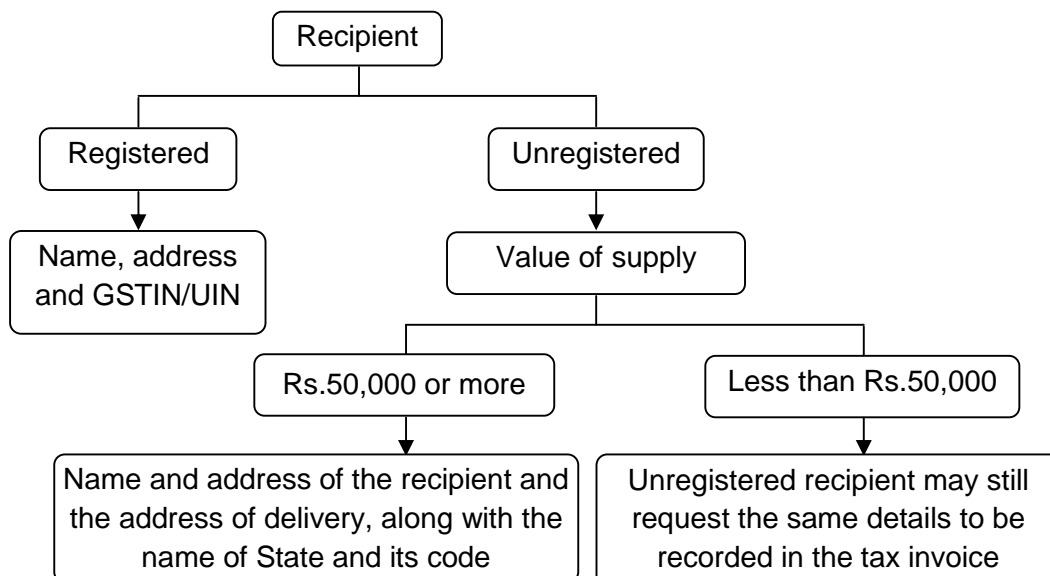 Recipient
Registered
Unregistered
Name, address
and GSTIN/UIN
Value of supply
Rs.50,000 or more
Less than Rs.50,000
Name and address of the recipient and
the address of delivery, along with the
name of State and its code
Unregistered recipient may still
request the same details to be
recorded in the tax invoice